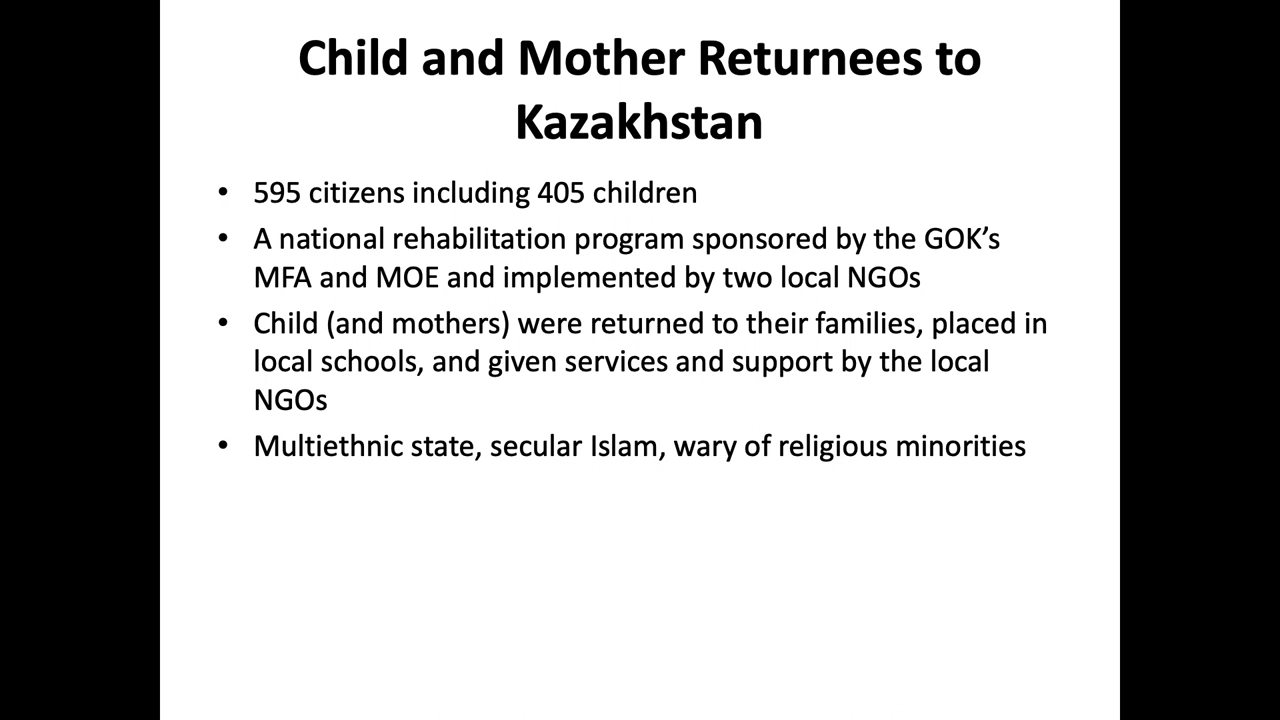 Child and Mother Returnees to
Kazakhstan
• 595 citizens including 405 children
• A national rehabilitation program sponsored by the GOK’s
MFA and MOE and implemented by two local NGOs
• Child (and mothers) were returned to their families, placed in
local schools, and given services and support by the local
NGOs
• Multiethnic state, secular Islam, wary of religious minorities